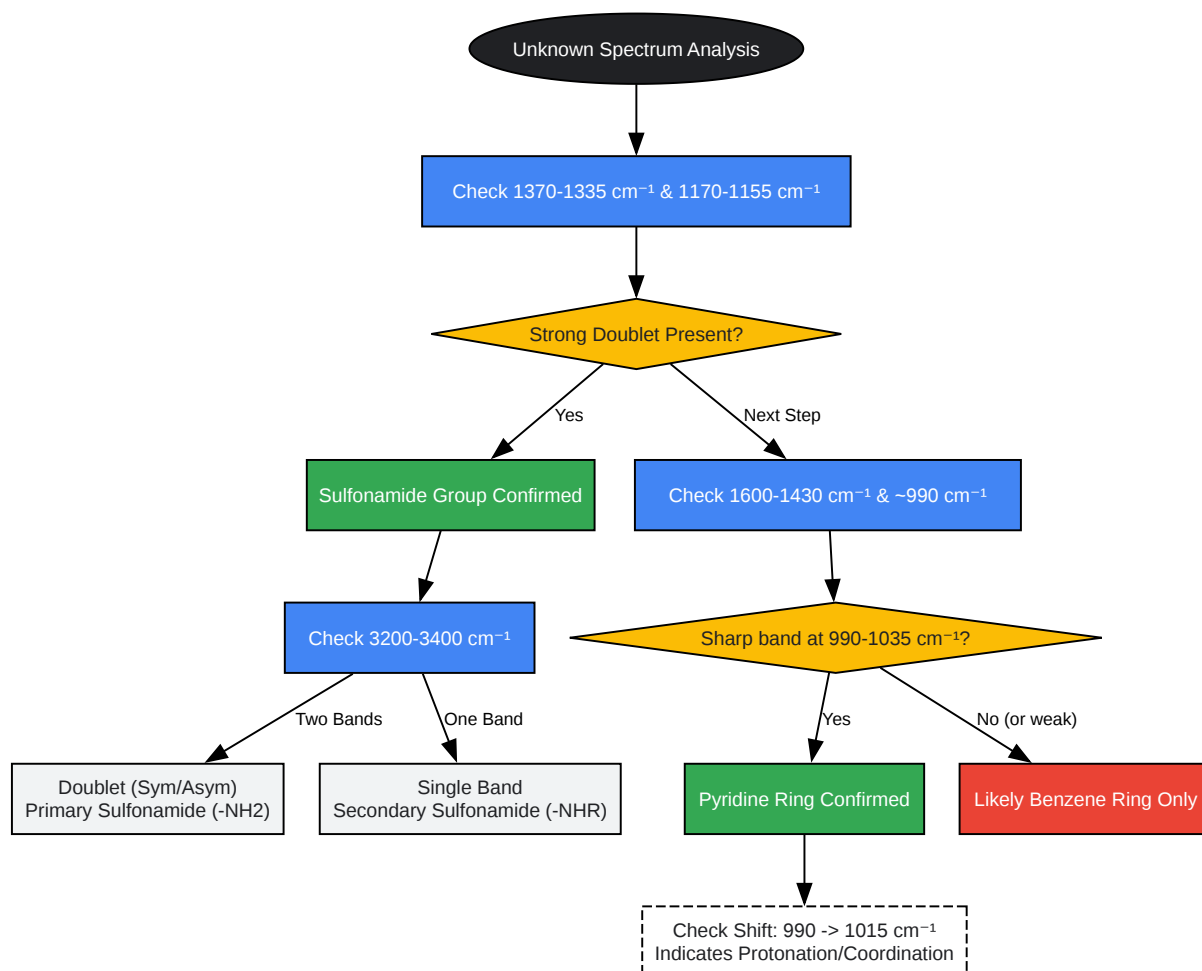 Unknown Spectrum Analysis
Check 1370-1335 cm⁻¹ & 1170-1155 cm⁻¹
Strong Doublet Present?
Yes
Next Step
Sulfonamide Group Confirmed
Check 1600-1430 cm⁻¹ & ~990 cm⁻¹
Check 3200-3400 cm⁻¹
Sharp band at 990-1035 cm⁻¹?
Two Bands
One Band
Yes
No (or weak)
Doublet (Sym/Asym)
Primary Sulfonamide (-NH2)
Single Band
Secondary Sulfonamide (-NHR)
Pyridine Ring Confirmed
Likely Benzene Ring Only
Check Shift: 990 -> 1015 cm⁻¹
Indicates Protonation/Coordination